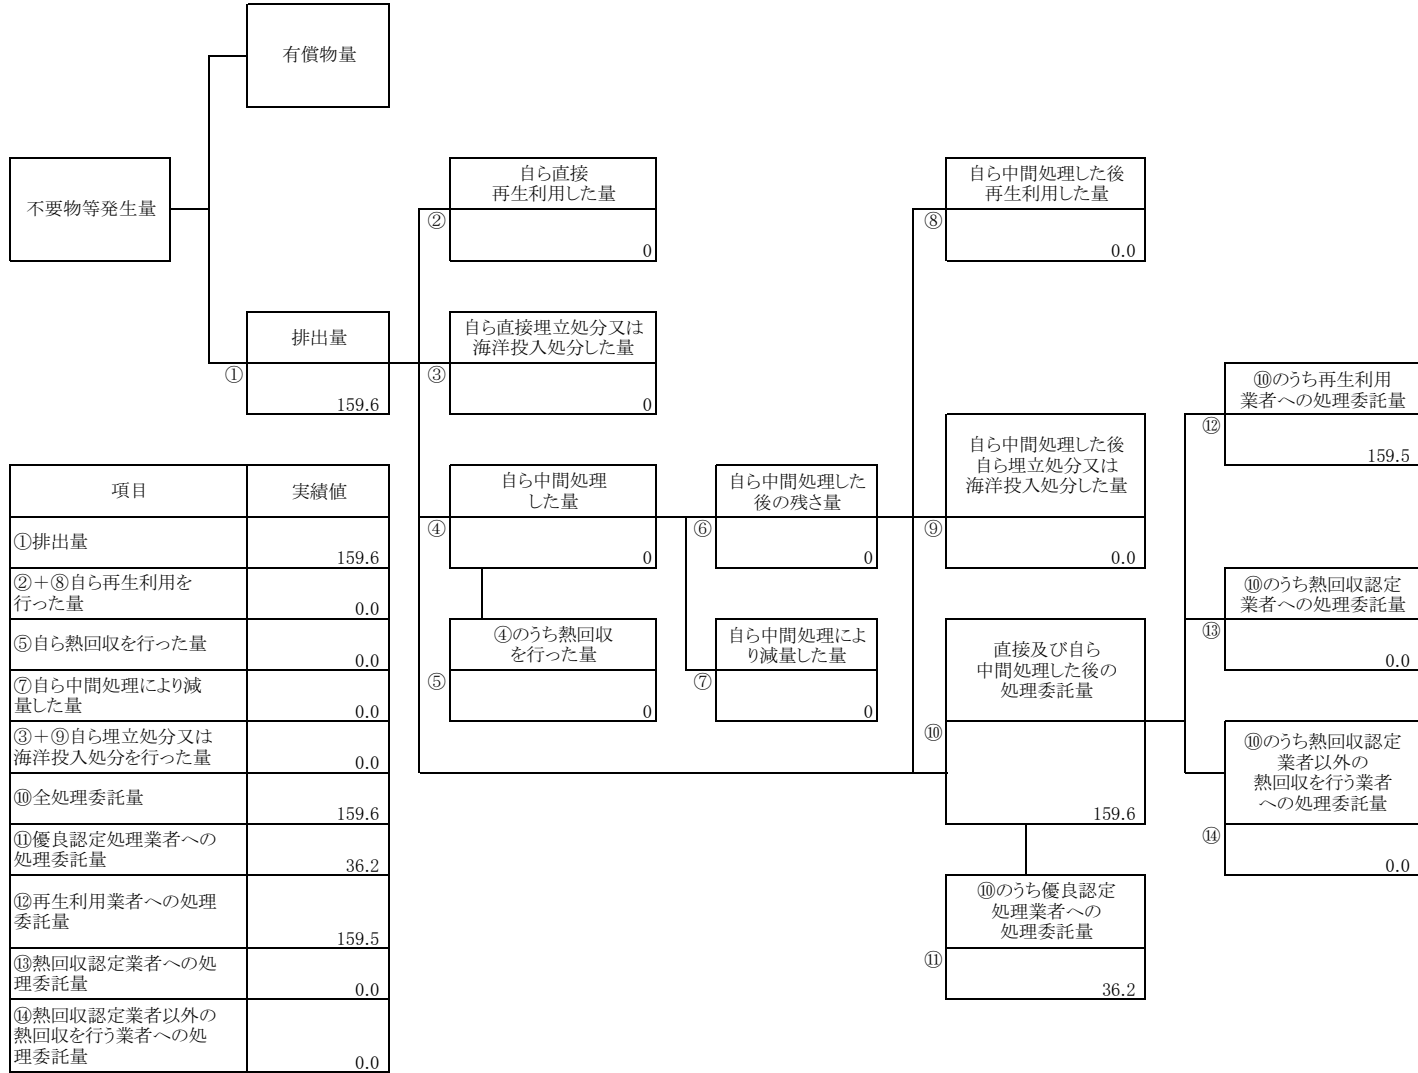 有償物量
不要物等発生量
自ら直接
再生利用した量
②
0
自ら中間処理した後
再生利用した量
⑧
0.0
排出量
①
159.6
自ら直接埋立処分又は
海洋投入処分した量
③
0
⑩のうち再生利用
業者への処理委託量
⑫
159.5
自ら中間処理
した量
④
0
自ら中間処理した
後の残さ量
⑥
0
自ら中間処理した後
自ら埋立処分又は
海洋投入処分した量
⑨
0.0
⑩のうち熱回収認定
業者への処理委託量
⑬
0.0
④のうち熱回収
を行った量
⑤
0
自ら中間処理によ
り減量した量
⑦
0
直接及び自ら
中間処理した後の
処理委託量
⑩
159.6
⑩のうち熱回収認定
業者以外の
熱回収を行う業者
への処理委託量
⑭
0.0
⑩のうち優良認定
処理業者への
処理委託量
⑪
36.2
項目
実績値
①排出量
159.6
②＋⑧自ら再生利用を
行った量
0.0
⑤自ら熱回収を行った量
0.0
⑦自ら中間処理により減
量した量
0.0
③＋⑨自ら埋立処分又は
海洋投入処分を行った量
0.0
⑩全処理委託量
159.6
⑪優良認定処理業者への
処理委託量
36.2
⑫再生利用業者への処理
委託量
159.5
⑬熱回収認定業者への処
理委託量
0.0
⑭熱回収認定業者以外の
熱回収を行う業者への処
理委託量
0.0